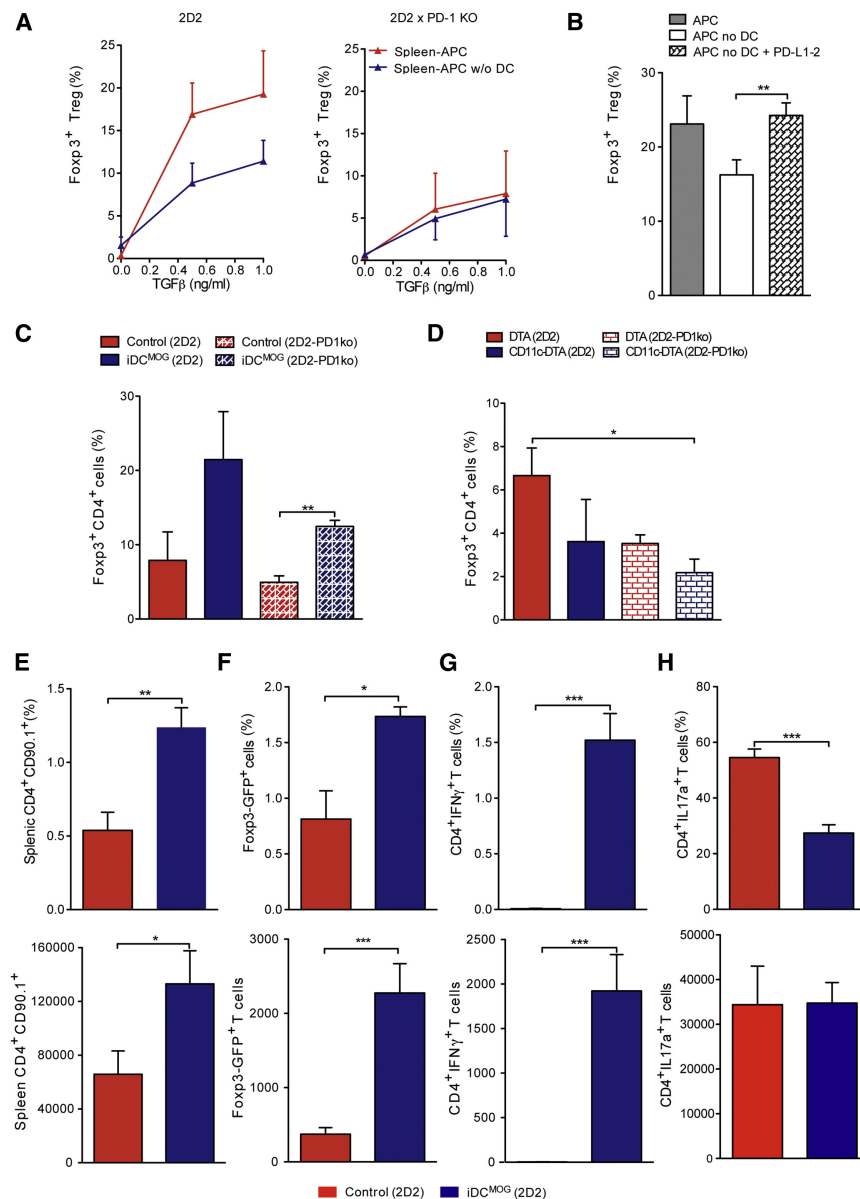 A
2D2
2D2 x PD-1 KO
Foxp3+ Treg (%)
25
20
15
10
5
0
0.0 0.2 0.4 0.6 0.8 1.0
TGFβ (ng/ml)
Spleen-APC
Spleen-APC w/o DC
25
20
15
10
5
0
0.0 0.2 0.4 0.6 0.8 1.0
TGFβ (ng/ml)
B
APC
APC no DC
APC no DC + PD-L1-2
Foxp3+ Treg (%)
30
20
10
0
**
C
Control (2D2)
Control (2D2-PD1ko)
iDCMOG (2D2)
iDCMOG (2D2-PD1ko)
Foxp3+ CD4+ cells (%)
30
20
10
0
**
D
DTA (2D2)
DTA (2D2-PD1ko)
CD11c-DTA (2D2)
CD11c-DTA (2D2-PD1ko)
Foxp3+ CD4+ cells (%)
10
8
6
4
2
0
*
E
Splenic CD4+ CD90.1+ (%)
1.5
1.0
0.5
0.0
**
F
Foxp3-GFP+ cells (%)
2.0
1.5
1.0
0.5
0.0
*
G
CD4+IFNγ+T cells (%)
2.0
1.5
1.0
0.5
0.0
***
H
CD4+IL17a+T cells (%)
80
60
40
20
0
***
Spleen CD4+ CD90.1+
160000
120000
80000
40000
0
*
Foxp3-GFP+T cells
3000
2000
1000
0
***
CD4+IFNγ+T cells
2500
2000
1500
1000
500
0
***
CD4+IL17a+T cells
50000
40000
30000
20000
10000
0
Control (2D2)
iDCMOG (2D2)